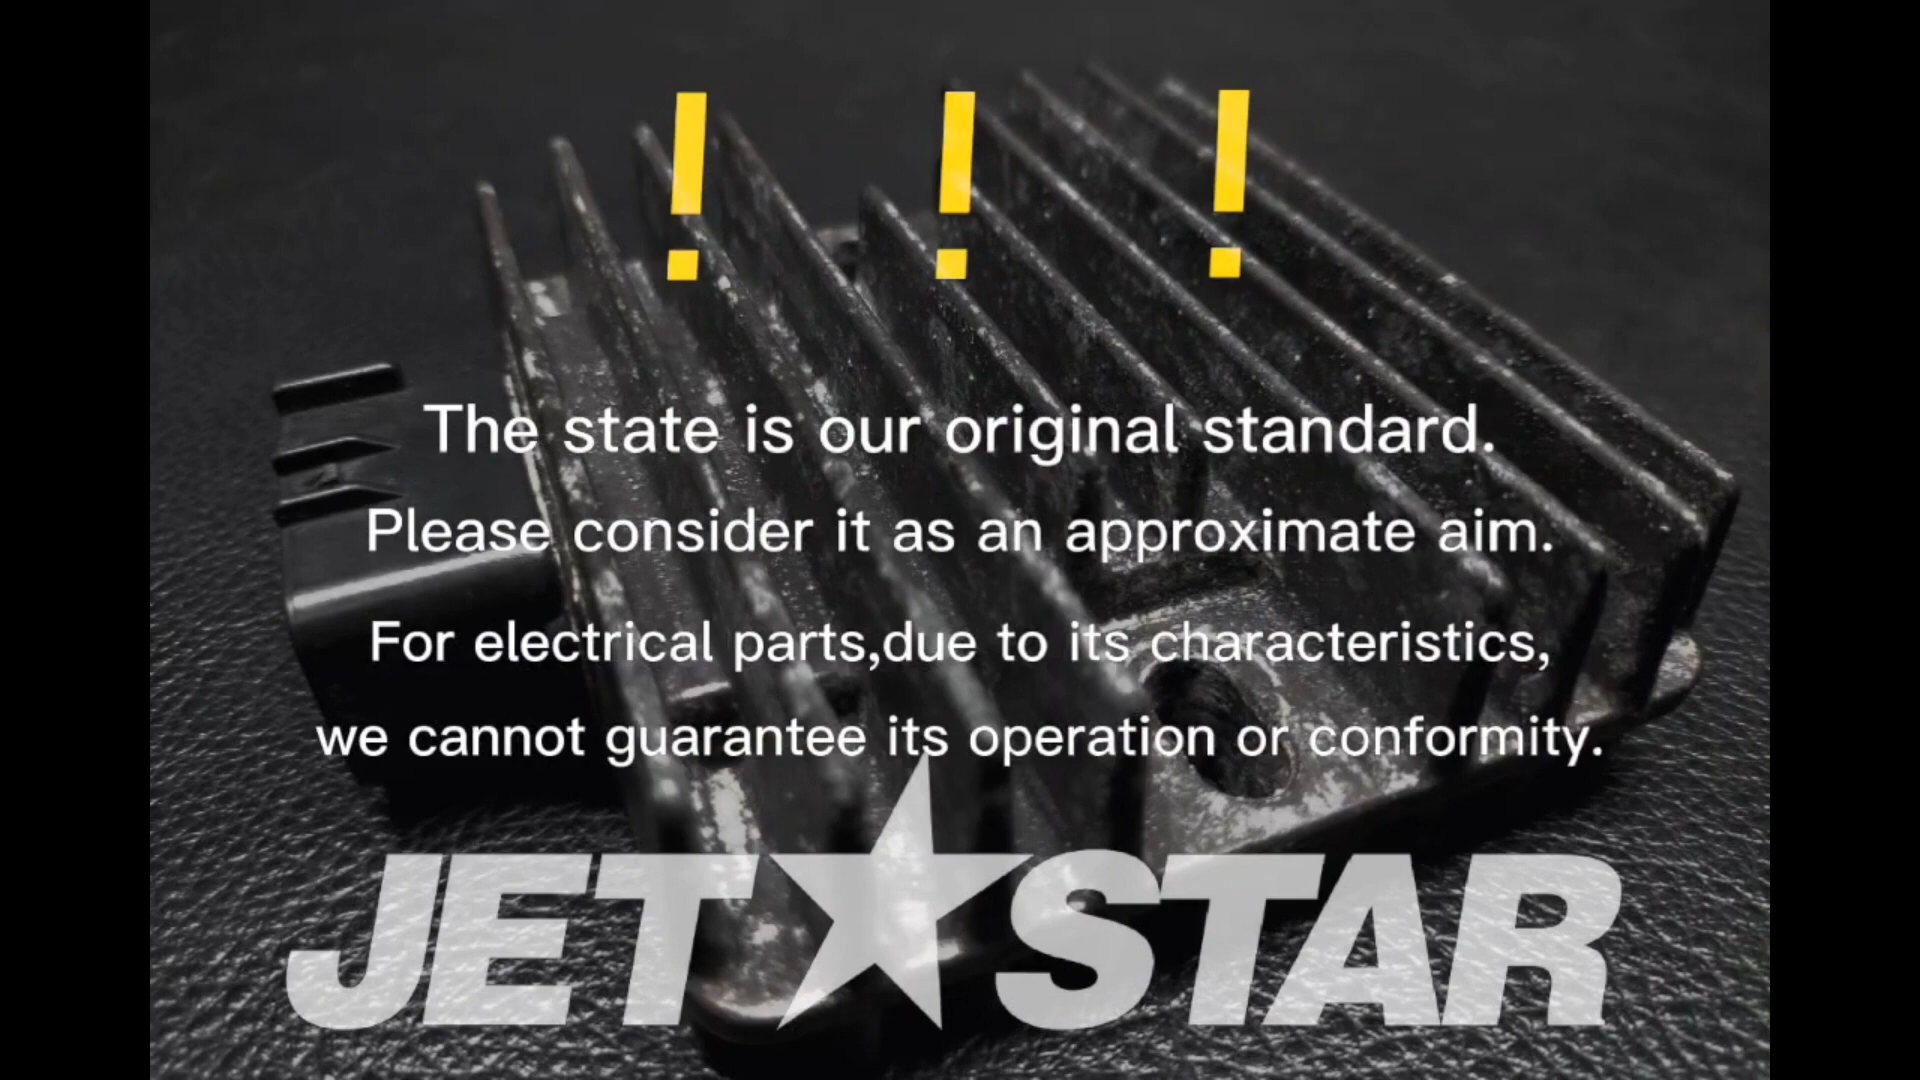 ! ! !
The state is our original standard.
Please consider it as an approximate aim.
For electrical parts,due to its characteristics,
we cannot guarantee its operation or conformity.
JET★STAR